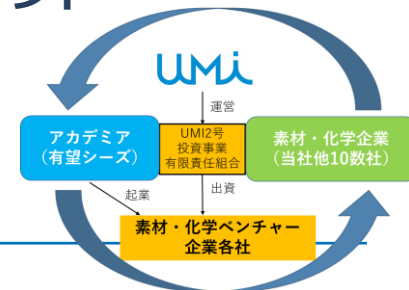 UMi
運営
アカデミア
(有望シーズ)
UMI2号
投資事業
有限責任組合
素材・化学企業
(当社他10数社)
起業
出資
素材・化学ベンチャー
企業各社